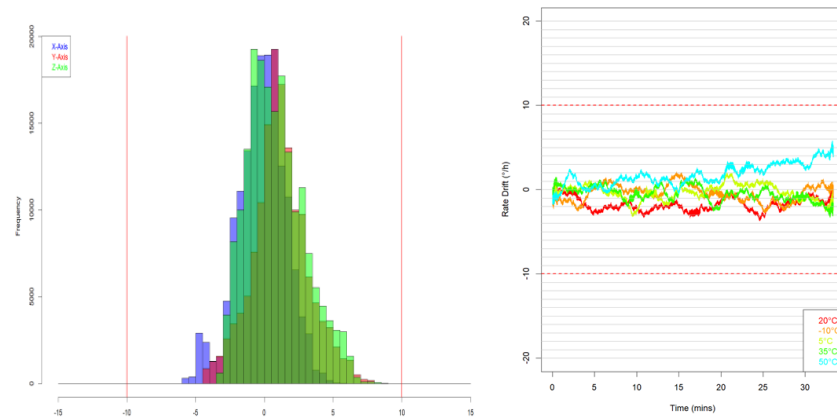 X-Axis
Y-Axis
Z-Axis
Frequency
20000
15000
10000
5000
0
-15 -10 -5 0 5 10 15
Rate Drift (°/h)
20
10
0
-10
-20
0 5 10 15 20 25 30
Time (mins)
20°C
-10°C
5°C
35°C
50°C